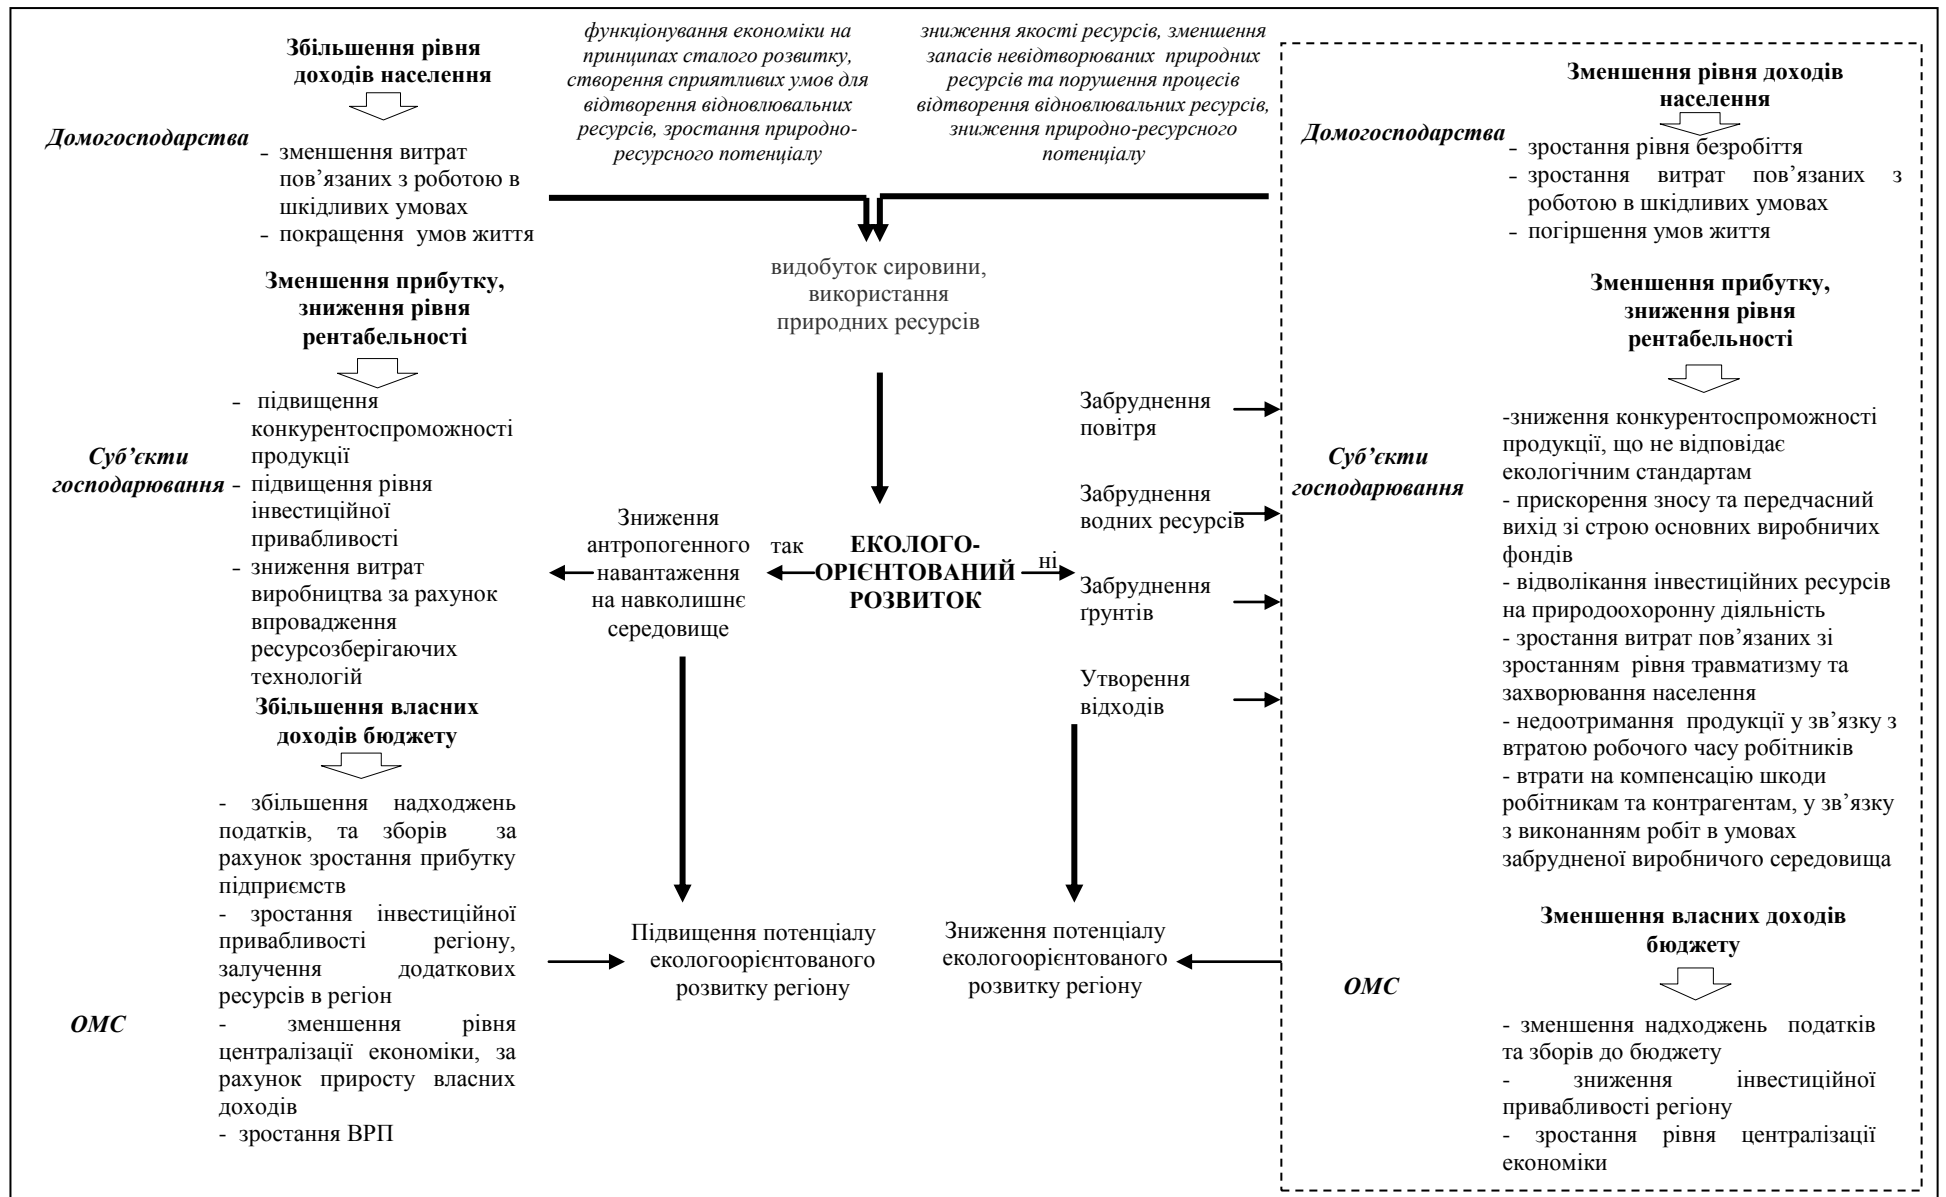 Збільшення рівня
доходів населення
Домогосподарства
- зменшення витрат
пов’язаних з роботою в
шкідливих умовах
- покращення умов життя
Зменшення прибутку,
зниження рівня
рентабельності
Суб’єкти
господарювання
- підвищення
конкурентоспроможності
продукції
- підвищення рівня
інвестиційної
привабливості
- зниження витрат
виробництва за рахунок
впровадження
ресурсозберігаючих
технологій
Збільшення власних
доходів бюджету
ОМС
- збільшення надходжень
податків, та зборів за
рахунок зростання прибутку
підприємств
- зростання інвестиційної
привабливості регіону,
залучення додаткових
ресурсів в регіон
- зменшення рівня
централізації економіки, за
рахунок приросту власних
доходів
- зростання ВРП
функціонування економіки на
принципах сталого розвитку,
створення сприятливих умов для
відтворення відновлювальних
ресурсів, зростання природно-
ресурсного потенціалу
зниження якості ресурсів, зменшення
запасів невідтворюваних природних
ресурсів та порушення процесів
відтворення відновлювальних ресурсів,
зниження природно-ресурсного
потенціалу
видобуток сировини,
використання
природних ресурсів
Зниження
антропогенного
навантаження
на навколишнє
середовище
так
ЕКОЛОГО-
ОРІЄНТОВАНИЙ
РОЗВИТОК
ні
Забруднення
повітря
Забруднення
водних ресурсів
Забруднення
ґрунтів
Утворення
відходів
Підвищення потенціалу
екологоорієнтованого
розвитку регіону
Зниження потенціалу
екологоорієнтованого
розвитку регіону
Зменшення рівня доходів
населення
Домогосподарства
- зростання рівня безробіття
- зростання витрат пов’язаних з
роботою в шкідливих умовах
- погіршення умов життя
Зменшення прибутку,
зниження рівня
рентабельності
Суб’єкти
господарювання
-зниження конкурентоспроможності
продукції, що не відповідає
екологічним стандартам
- прискорення зносу та передчасний
вихід зі строю основних виробничих
фондів
- відволікання інвестиційних ресурсів
на природоохоронну діяльність
- зростання витрат пов’язаних зі
зростанням рівня травматизму та
захворювання населення
- недоотримання продукції у зв’язку з
втратою робочого часу робітників
- втрати на компенсацію шкоди
робітникам та контрагентам, у зв’язку
з виконанням робіт в умовах
забрудненої виробничого середовища
Зменшення власних доходів
бюджету
ОМС
- зменшення надходжень податків
та зборів до бюджету
- зниження інвестиційної
привабливості регіону
- зростання рівня централізації
економіки